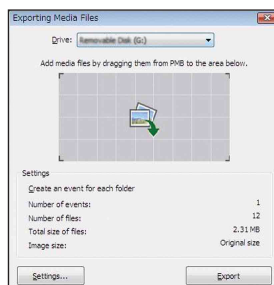 Exporting Media Files
Drive: Removable Disk (G:)
Add media files by dragging them from PMB to the area below.
Settings
Create an event for each folder
Number of events: 1
Number of files: 12
Total size of files: 2.31 MB
Image size: Original size
Settings... Export